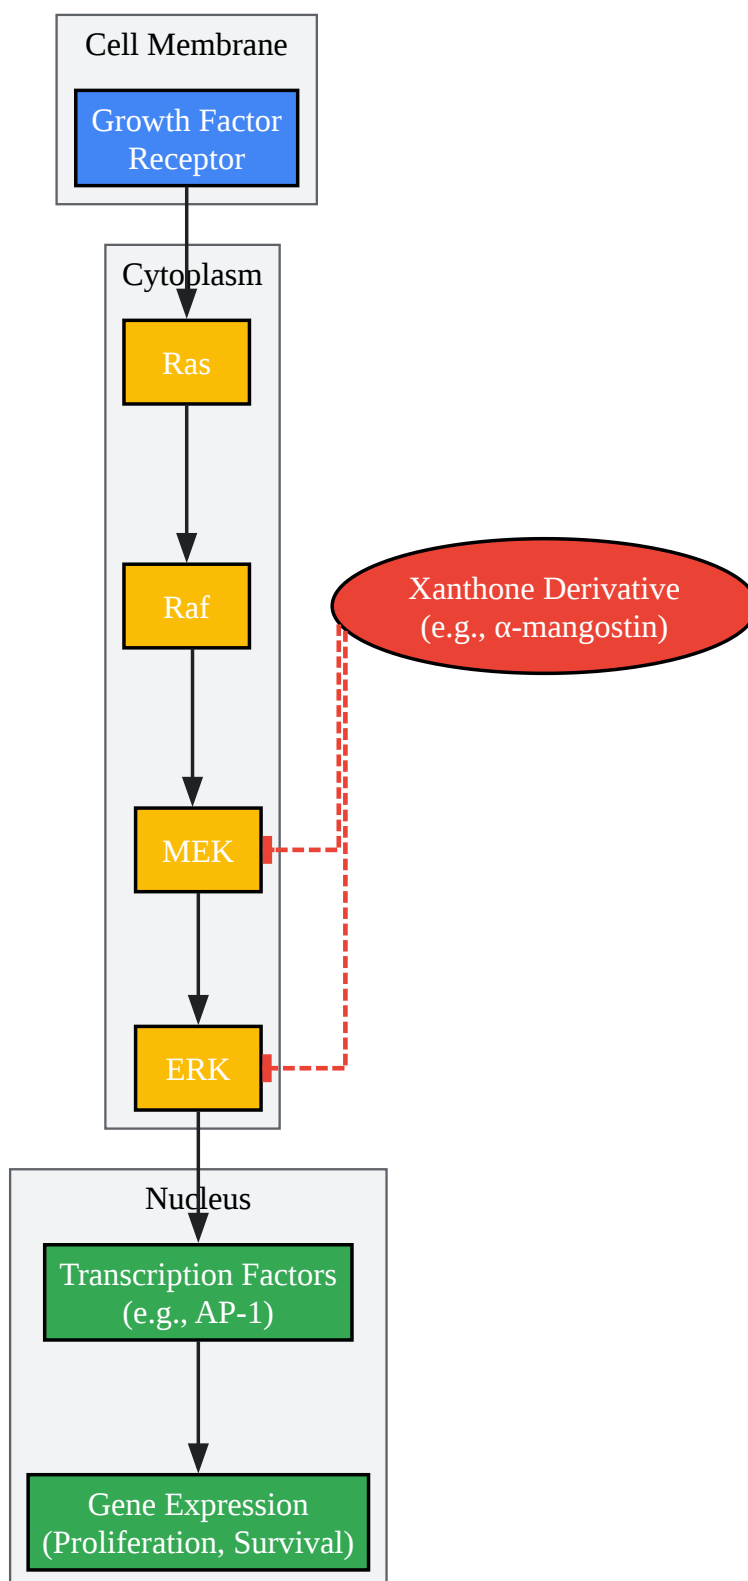 Cell Membrane
Growth Factor
Receptor
Cytoplasm
Ras
Raf
Xanthone Derivative
(e.g., α-mangostin)
MEK
ERK
Nucleus
Transcription Factors
(e.g., AP-1)
Gene Expression
(Proliferation, Survival)